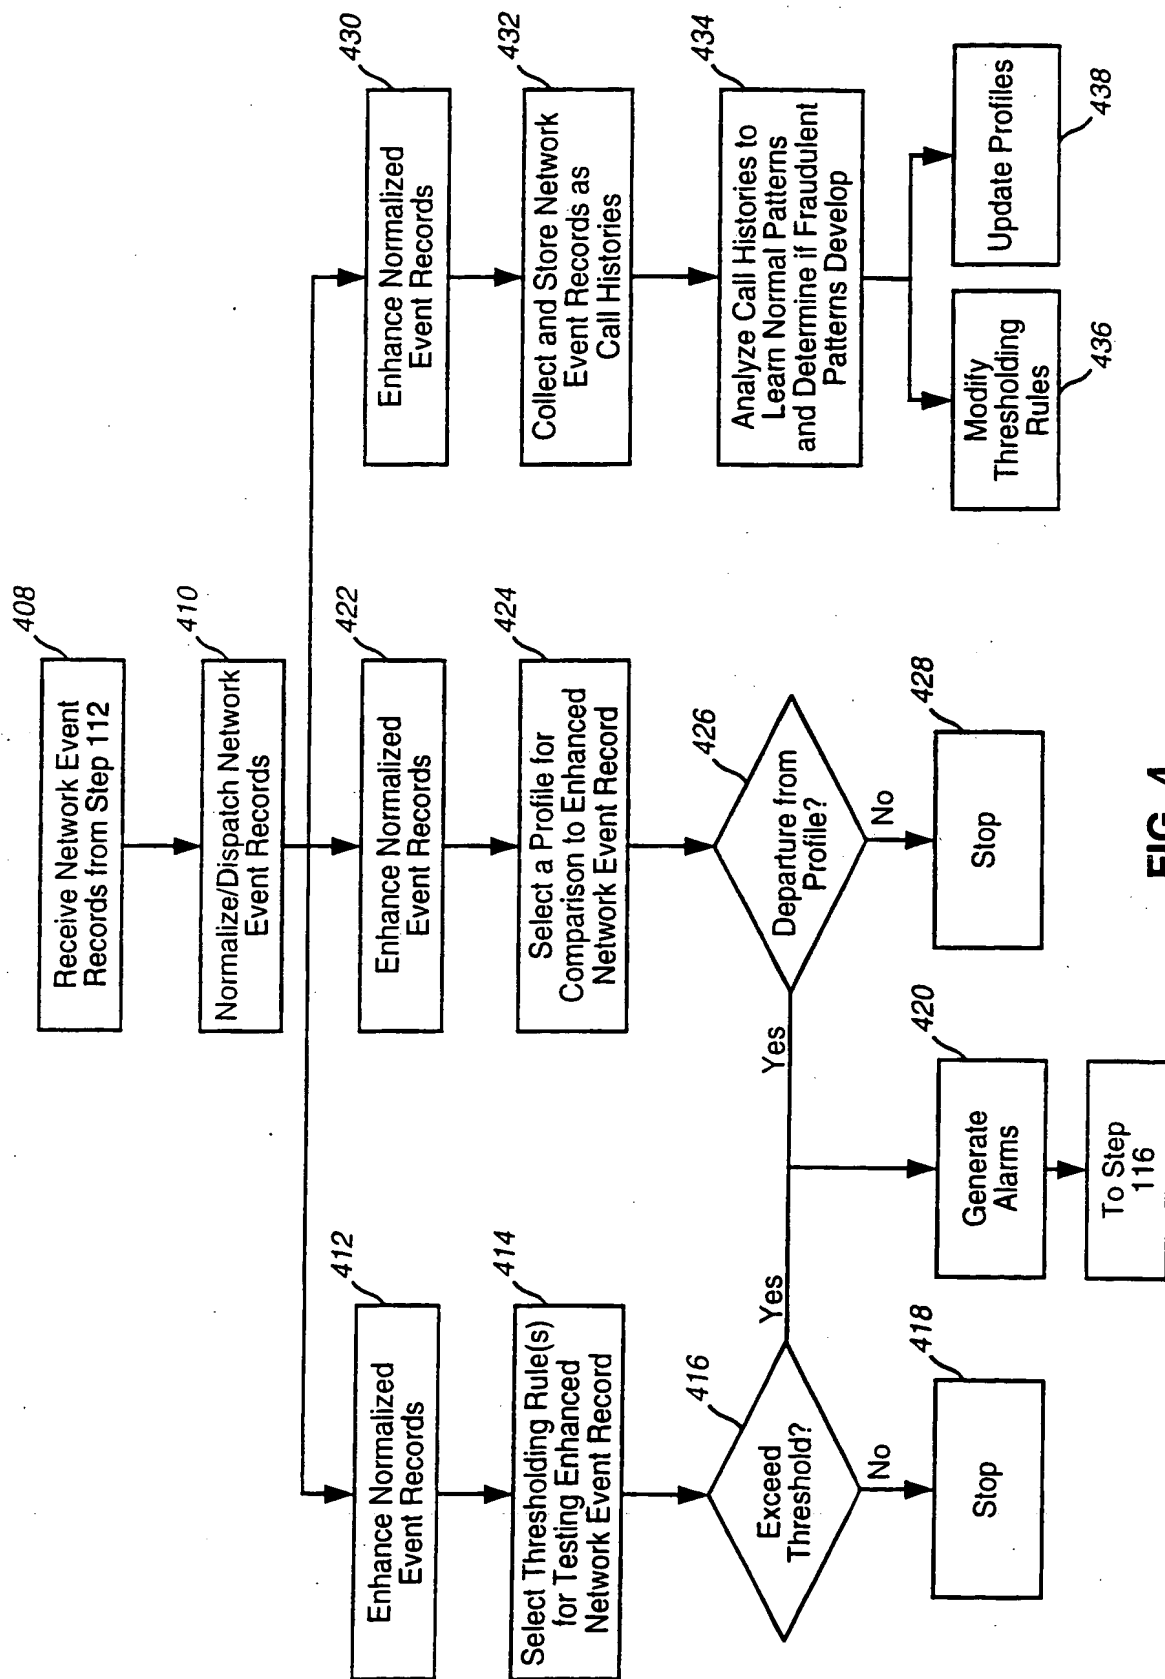 408
Receive Network Event
Records from Step 112
410
Normalize/Dispatch Network
Event Records
412
Enhance Normalized
Event Records
414
Select Thresholding Rule(s)
for Testing Enhanced
Network Event Record
416
Exceed
Threshold?
Yes
No
418
Stop
422
Enhance Normalized
Event Records
424
Select a Profile for
Comparison to Enhanced
Network Event Record
426
Departure from
Profile?
Yes
No
428
Stop
420
Generate
Alarms
To Step
116
430
Enhance Normalized
Event Records
432
Collect and Store Network
Event Records as
Call Histories
434
Analyze Call Histories to
Learn Normal Patterns
and Determine if Fraudulent
Patterns Develop
Modify
Thresholding
Rules
436
Update Profiles
438
FIG. 4